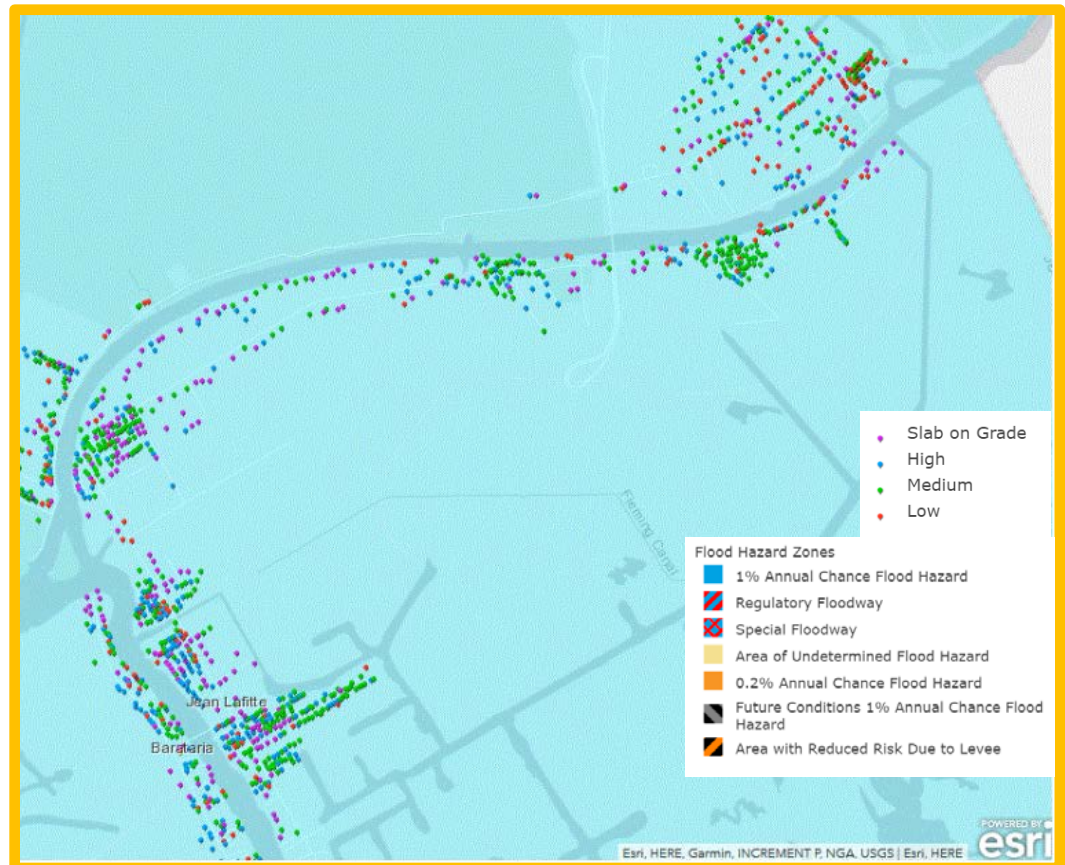 Slab on Grade
High
Medium
Low
Fleming Canal
Flood Hazard Zones
1% Annual Chance Flood Hazard
Regulatory Floodway
Special Floodway
Area of Undetermined Flood Hazard
0.2% Annual Chance Flood Hazard
Future Conditions 1% Annual Chance Flood
Hazard
Area with Reduced Risk Due to Levee
Jean Lafitte
Barataria
POWERED BY
esri
Esri, HERE, Garmin, INCREMENT P, NGA, USGS | Esri, HERE